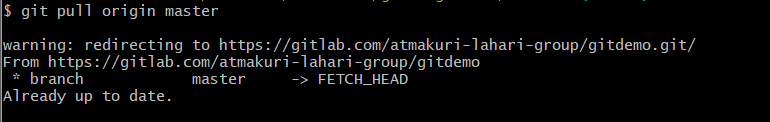 $ git pull origin master
warning: redirecting to https://gitlab.com/atmakuri-lahari-group/gitdemo.git/
From https://gitlab.com/atmakuri-lahari-group/gitdemo
 * branch            master     -> FETCH_HEAD
Already up to date.